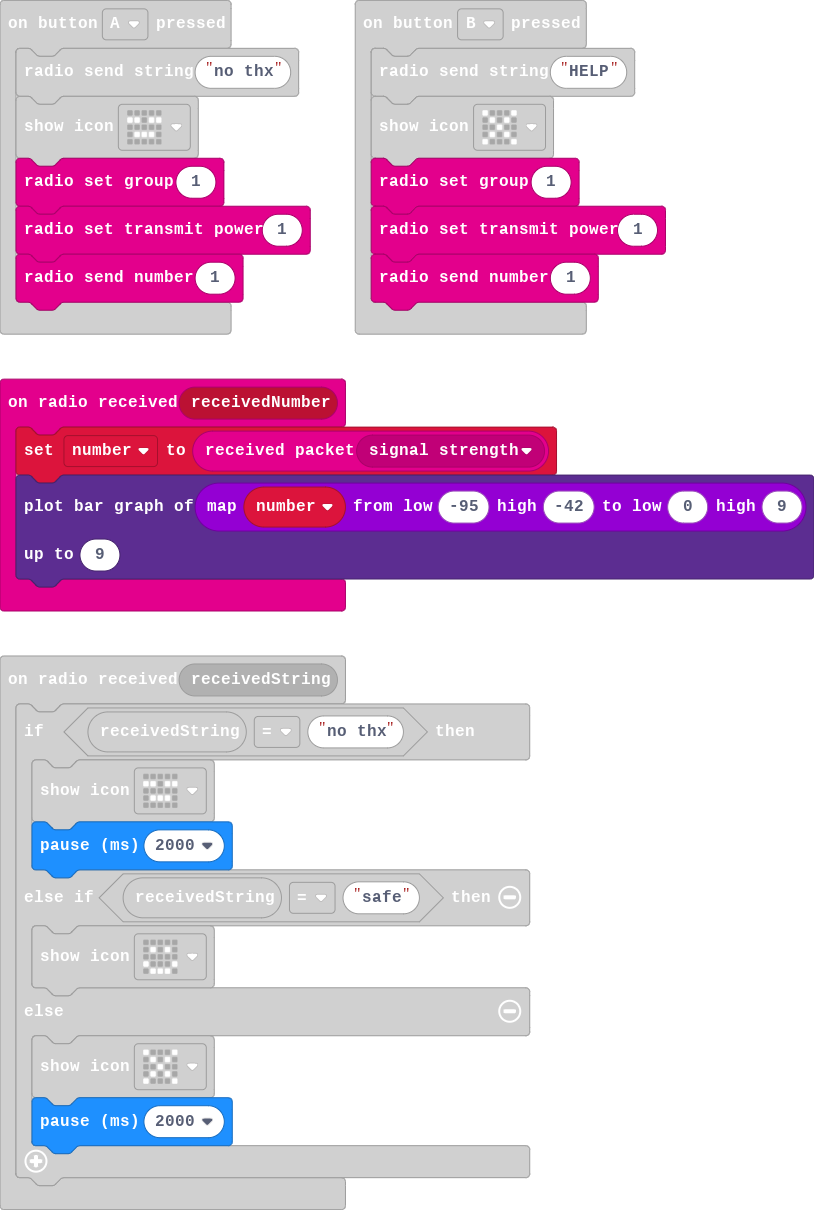 on button A pressed
radio send string "no thx"
show icon
radio set group 1
radio set transmit power 1
radio send number 1
on button B pressed
radio send string "HELP"
show icon
radio set group 1
radio set transmit power 1
radio send number 1
on radio received receivedNumber
set number to received packet signal strength
plot bar graph of map number from low -95 high -42 to low 0 high 9
up to 9
on radio received receivedString
if receivedString = "no thx" then
show icon
pause (ms) 2000
else if receivedString = "safe" then
show icon
else
show icon
pause (ms) 2000